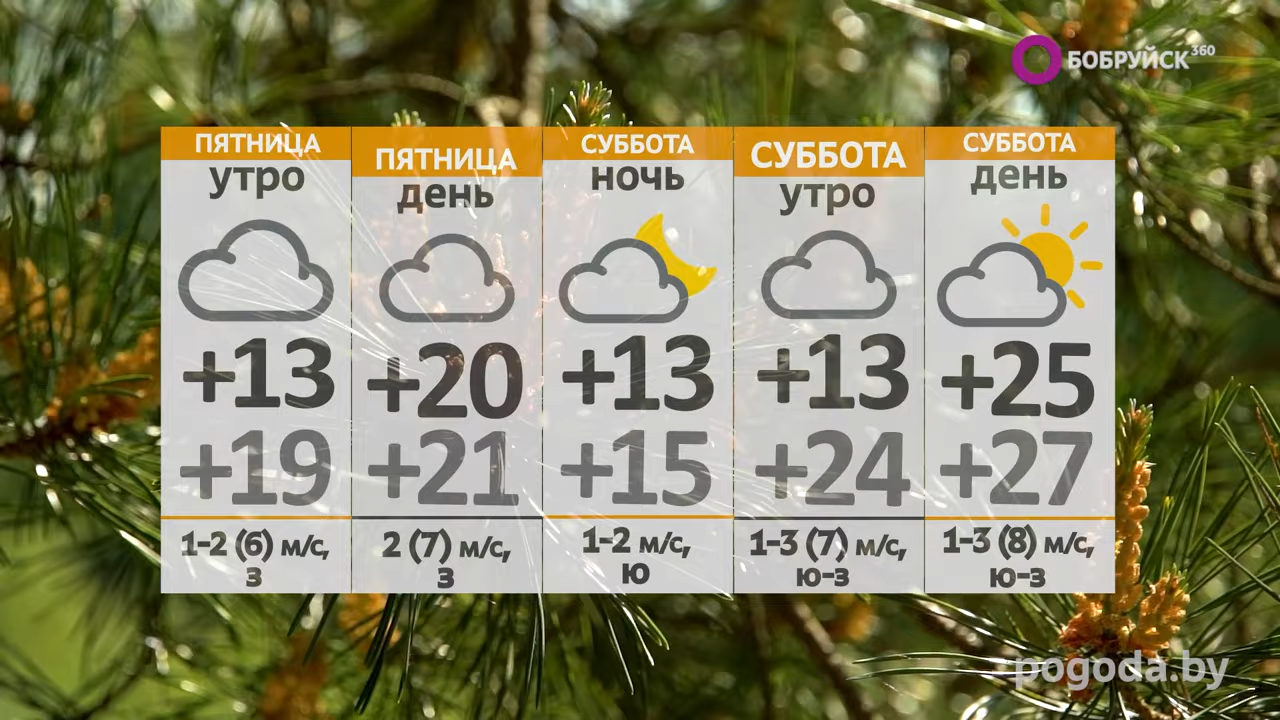 БОБРУЙСК360
ПЯТНИЦА
утро
+13
+19
1-2 (6) м/с,
з
ПЯТНИЦА
день
+20
+21
2 (7) м/с,
з
СУББОТА
ночь
+13
+15
1-2 м/с,
ю
СУББОТА
утро
+13
+24
1-3 (7) м/с,
ю-з
СУББОТА
день
+25
+27
1-3 (8) м/с,
ю-з
pogoda.by